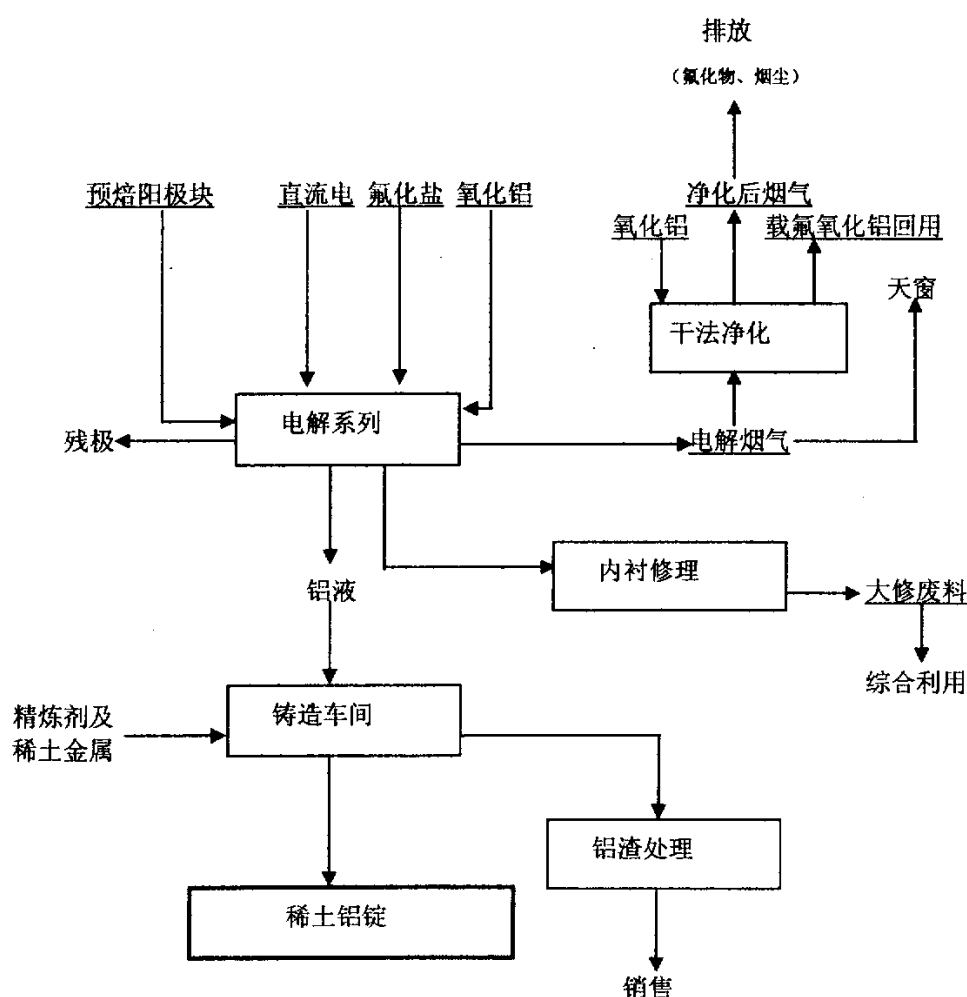 排放
（氟化物、烟尘）
预焙阳极块
直流电
氟化盐
氧化铝
净化后烟气
氧化铝
载氟氧化铝回用
天窗
干法净化
电解系列
残极
电解烟气
内衬修理
铝液
大修废料
综合利用
精炼剂及
稀土金属
铸造车间
铝渣处理
稀土铝锭
销售